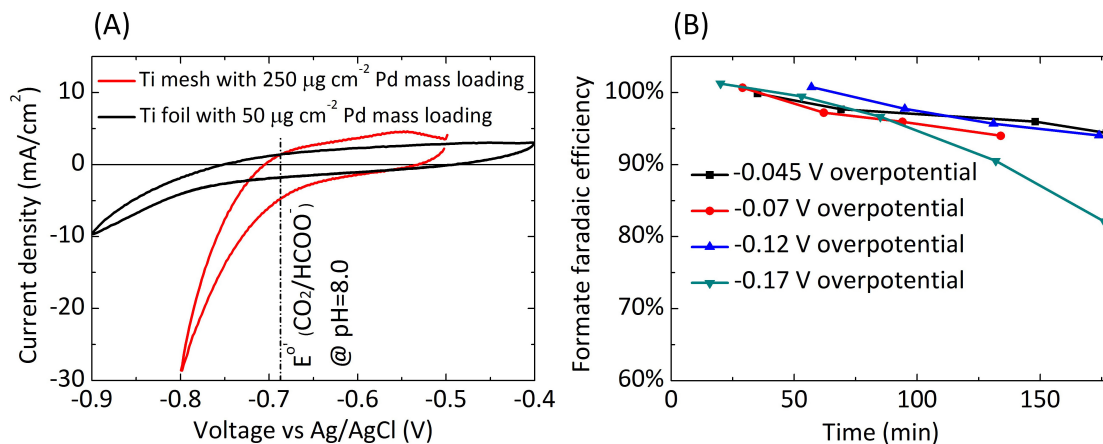 (A)
Ti mesh with 250 μg cm⁻² Pd mass loading
Ti foil with 50 μg cm⁻² Pd mass loading
10
0
-10
-20
-30
Current density (mA/cm²)
E°' (CO₂/HCOO⁻)
@ pH=8.0
-0.9 -0.8 -0.7 -0.6 -0.5 -0.4
Voltage vs Ag/AgCl (V)
(B)
100%
90%
80%
70%
60%
Formate faradaic efficiency
-0.045 V overpotential
-0.07 V overpotential
-0.12 V overpotential
-0.17 V overpotential
0 50 100 150
Time (min)